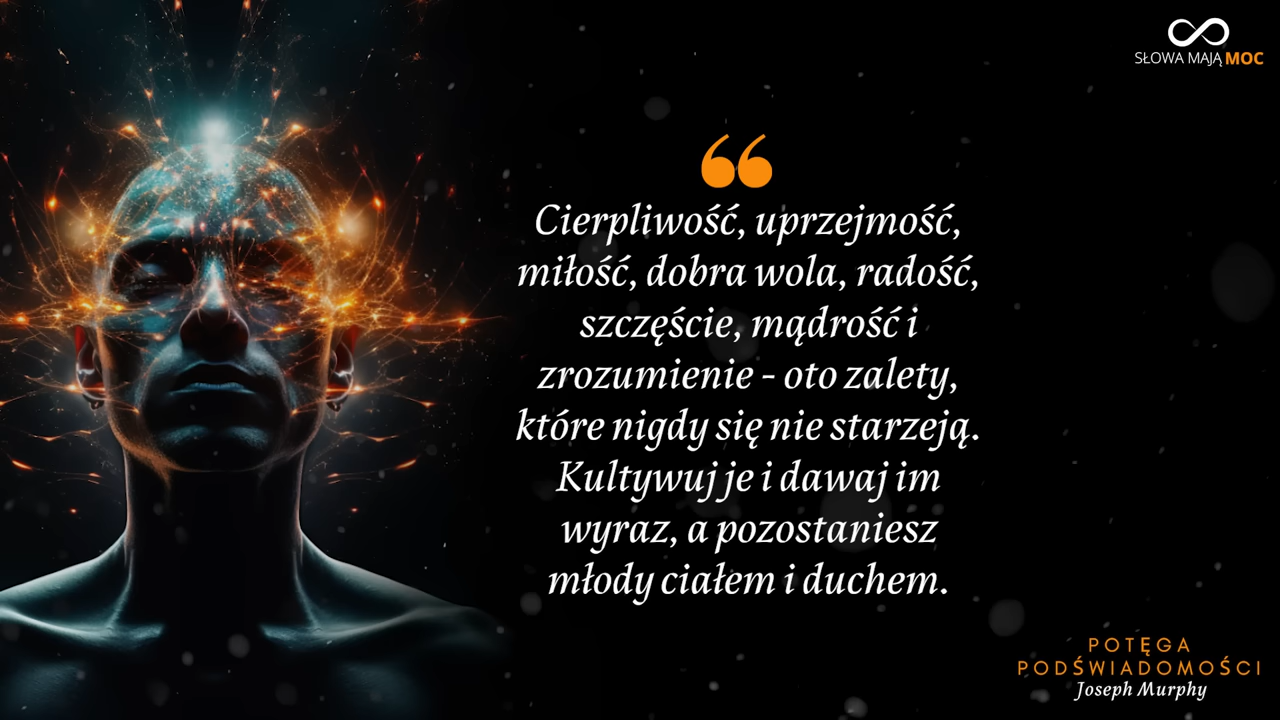 SŁOWA MAJĄ MOC
Cierpliwość, uprzejmość,
miłość, dobra wola, radość,
szczęście, mądrość i
zrozumienie - oto zalety,
które nigdy się nie starzeją.
Kultywuj je i dawaj im
wyraz, a pozostaniesz
młody ciałem i duchem.
POTĘGA
PODŚWIADOMOŚCI
Joseph Murphy